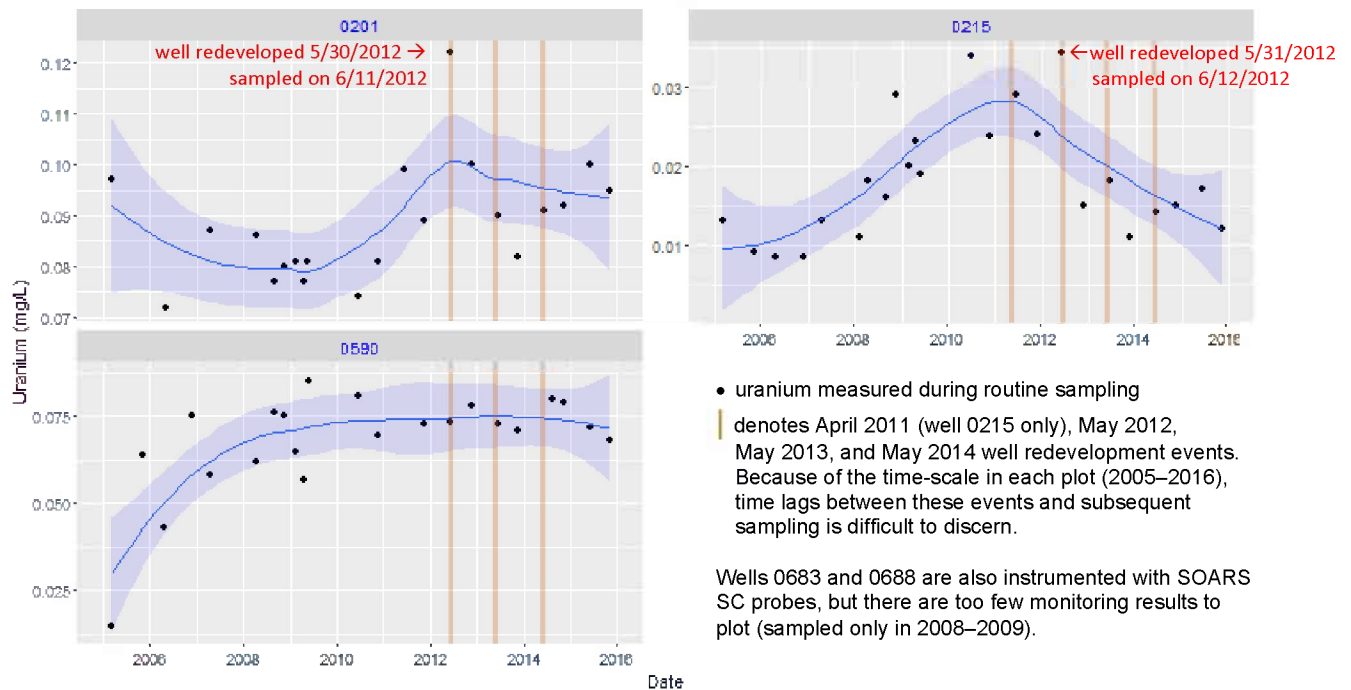 0201
well redeveloped 5/30/2012 →
sampled on 6/11/2012
0.12
0.11
0.10
0.09
0.08
0.07
0215
←well redeveloped 5/31/2012
sampled on 6/12/2012
0.03
0.02
0.01
2006 2008 2010 2012 2014 2016
Uranium (mg/L)
0590
0.075
0.050
0.025
2006 2008 2010 2012 2014 2016
Date
● uranium measured during routine sampling
denotes April 2011 (well 0215 only), May 2012,
May 2013, and May 2014 well redevelopment events.
Because of the time-scale in each plot (2005–2016),
time lags between these events and subsequent
sampling is difficult to discern.
Wells 0683 and 0688 are also instrumented with SOARS
SC probes, but there are too few monitoring results to
plot (sampled only in 2008–2009).